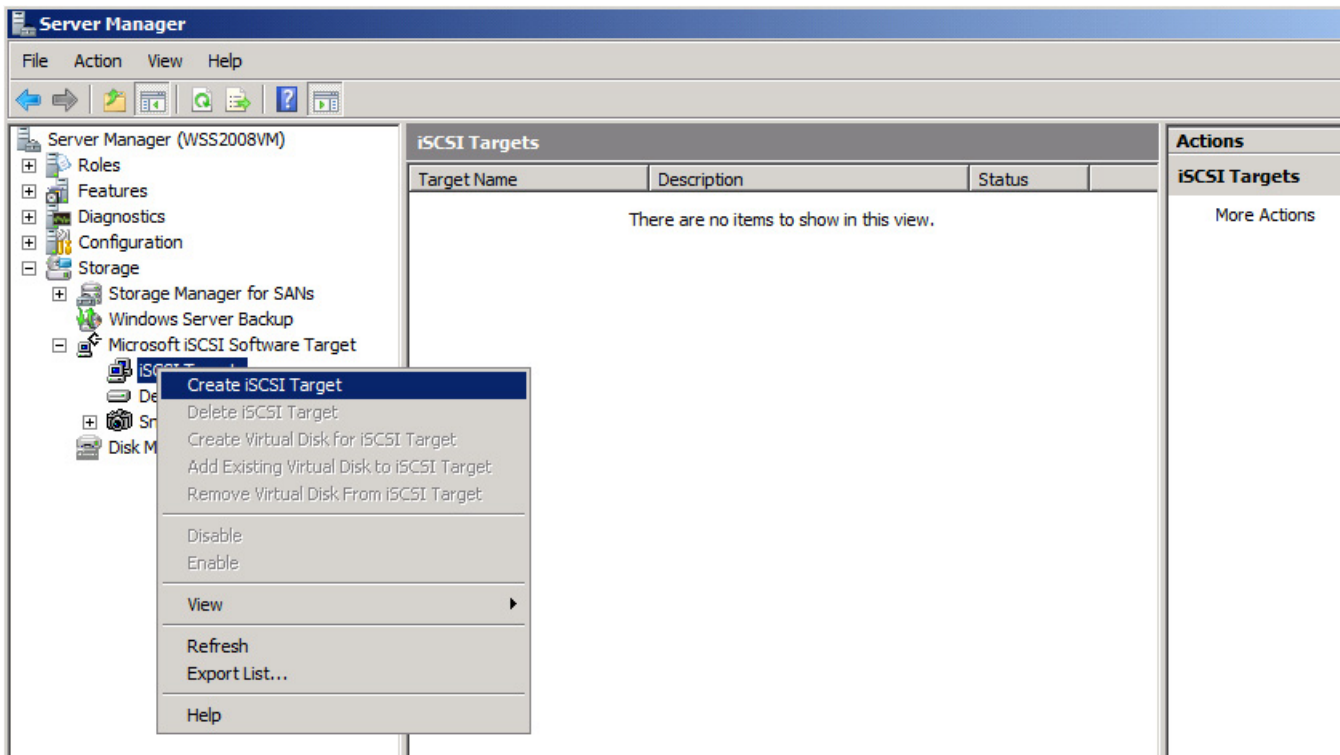 Server Manager
File Action View Help
Server Manager (WSS2008VM)
Roles
Features
Diagnostics
Configuration
Storage
Storage Manager for SANs
Windows Server Backup
Microsoft iSCSI Software Target
Disk M
Create iSCSI Target
Delete iSCSI Target
Create Virtual Disk for iSCSI Target
Add Existing Virtual Disk to iSCSI Target
Remove Virtual Disk From iSCSI Target
Disable
Enable
View
Refresh
Export List...
Help
iSCSI Targets
Target Name Description Status
There are no items to show in this view.
Actions
iSCSI Targets
More Actions